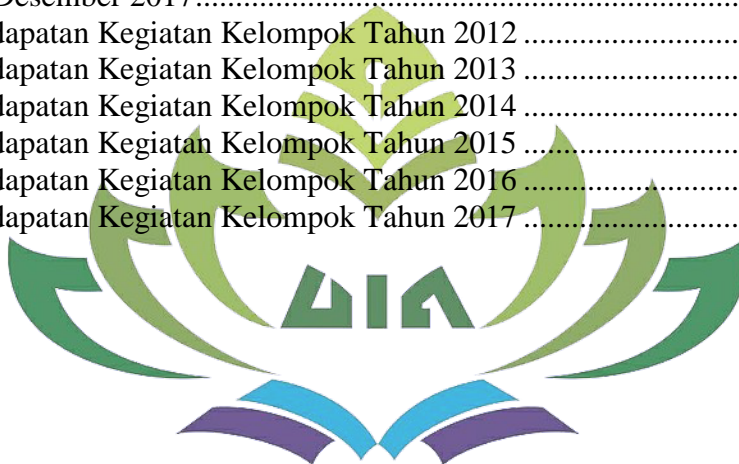 Desember 2017.......................................................................
dapatan Kegiatan Kelompok Tahun 2012 ...........................
dapatan Kegiatan Kelompok Tahun 2013 ...........................
dapatan Kegiatan Kelompok Tahun 2014 ...........................
dapatan Kegiatan Kelompok Tahun 2015 ...........................
dapatan Kegiatan Kelompok Tahun 2016 ...........................
dapatan Kegiatan Kelompok Tahun 2017 ...........................
UIN